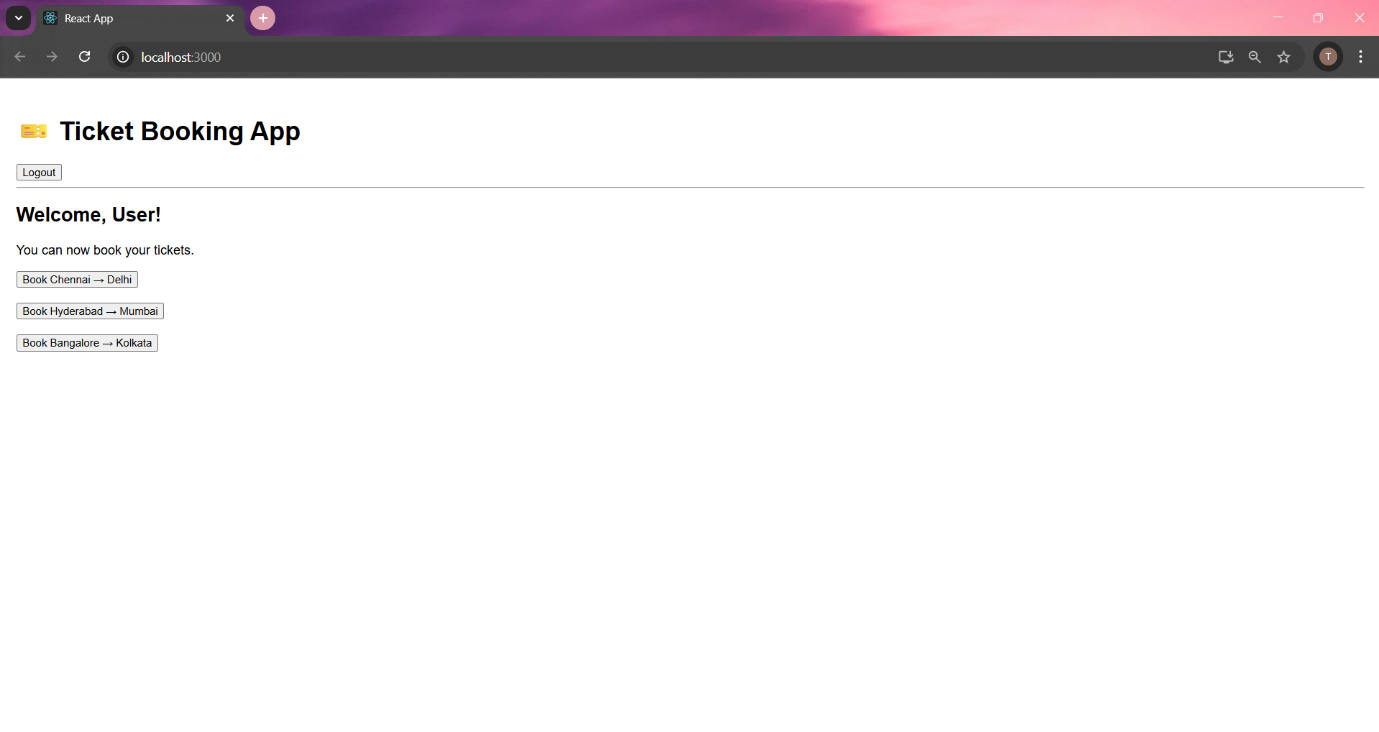 React App
localhost:3000
T
🎫 Ticket Booking App
Logout
Welcome, User!
You can now book your tickets.
Book Chennai → Delhi
Book Hyderabad → Mumbai
Book Bangalore → Kolkata